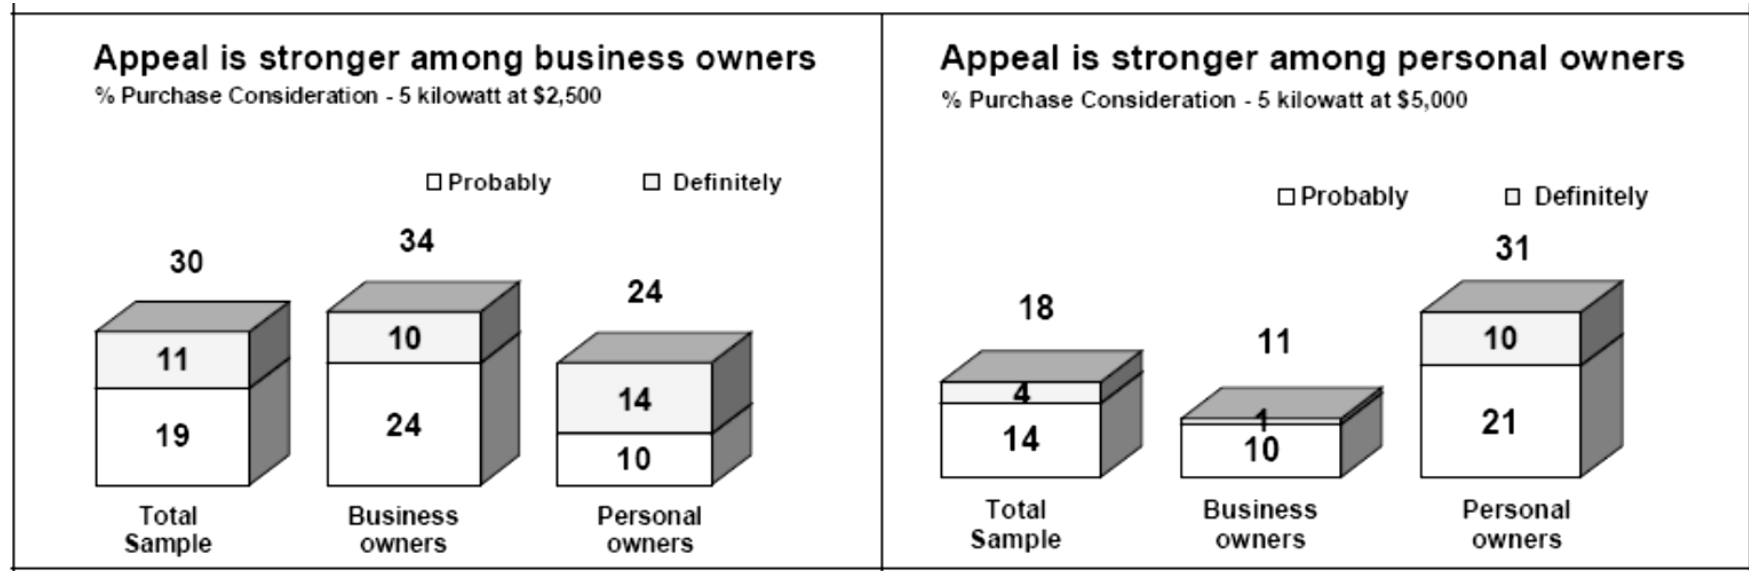 Appeal is stronger among business owners
% Purchase Consideration - 5 kilowatt at $2,500
Probably Definitely
30
34
24
11
10
14
19
24
10
Total
Sample
Business
owners
Personal
owners
Appeal is stronger among personal owners
% Purchase Consideration - 5 kilowatt at $5,000
Probably Definitely
18
11
31
4
1
10
14
10
21
Total
Sample
Business
owners
Personal
owners